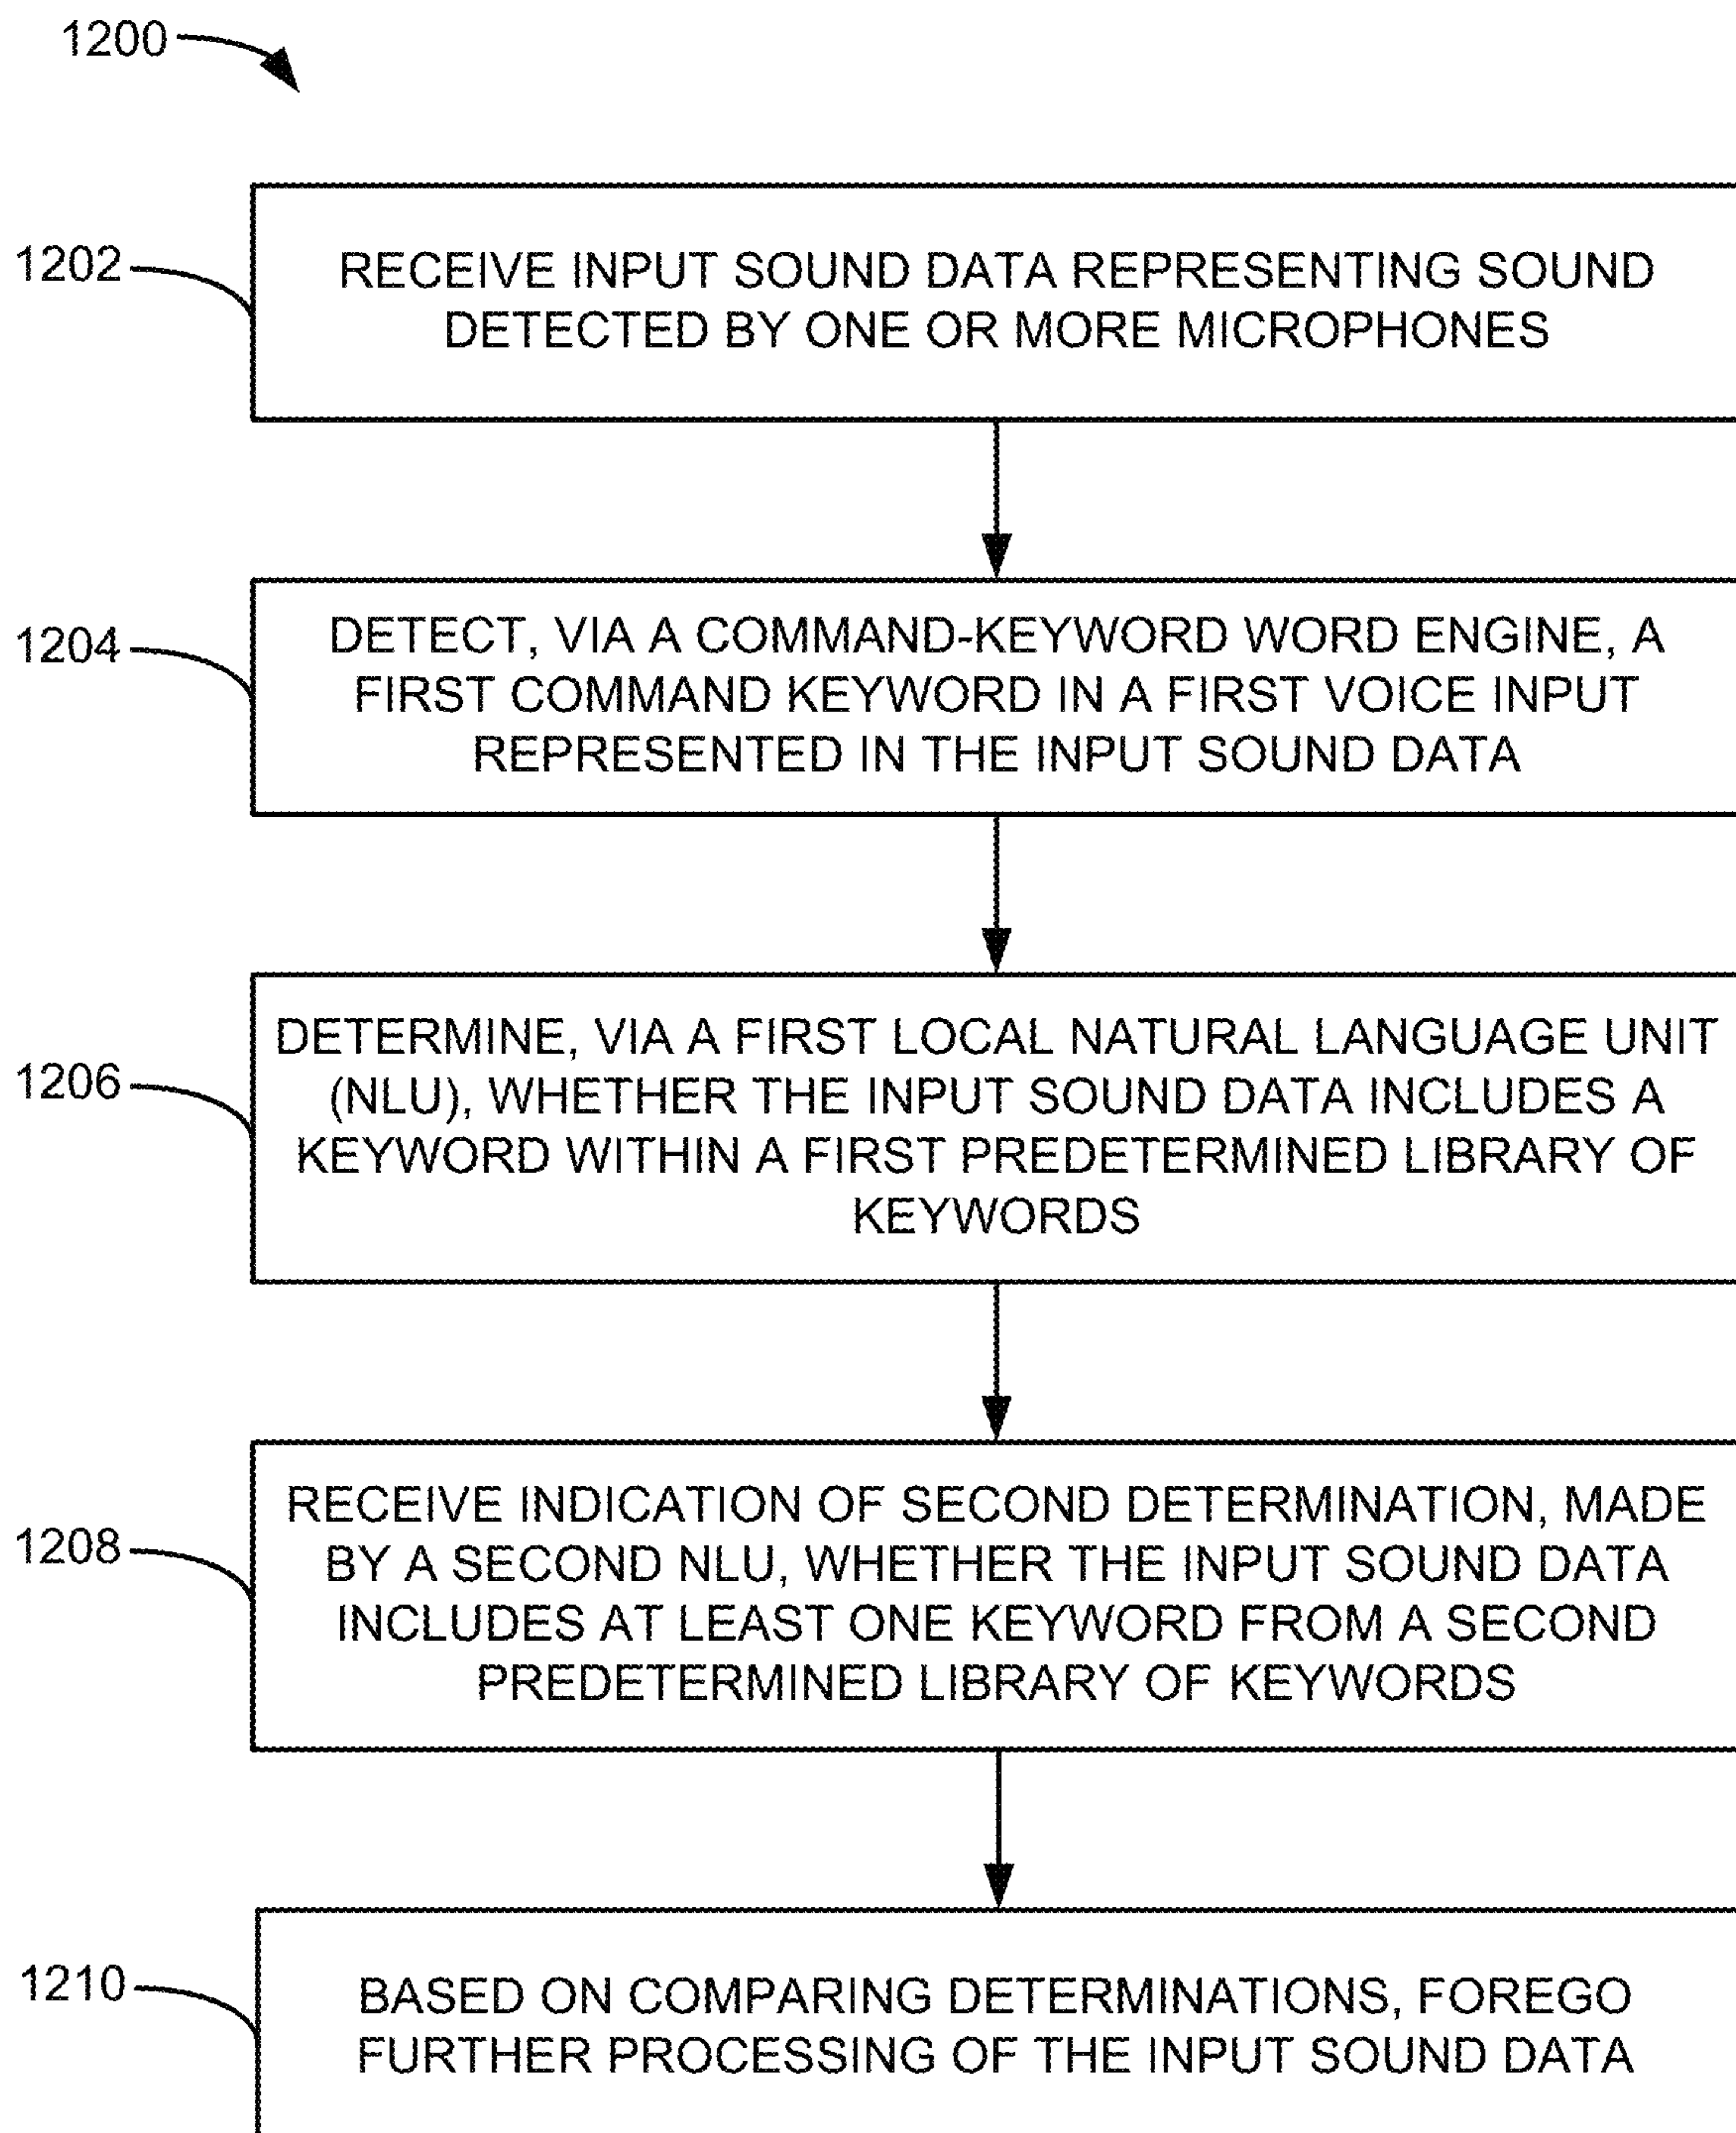 1200
1202
RECEIVE INPUT SOUND DATA REPRESENTING SOUND
DETECTED BY ONE OR MORE MICROPHONES
1204
DETECT, VIA A COMMAND-KEYWORD WORD ENGINE, A
FIRST COMMAND KEYWORD IN A FIRST VOICE INPUT
REPRESENTED IN THE INPUT SOUND DATA
1206
DETERMINE, VIA A FIRST LOCAL NATURAL LANGUAGE UNIT
(NLU), WHETHER THE INPUT SOUND DATA INCLUDES A
KEYWORD WITHIN A FIRST PREDETERMINED LIBRARY OF
KEYWORDS
1208
RECEIVE INDICATION OF SECOND DETERMINATION, MADE
BY A SECOND NLU, WHETHER THE INPUT SOUND DATA
INCLUDES AT LEAST ONE KEYWORD FROM A SECOND
PREDETERMINED LIBRARY OF KEYWORDS
1210
BASED ON COMPARING DETERMINATIONS, FOREGO
FURTHER PROCESSING OF THE INPUT SOUND DATA